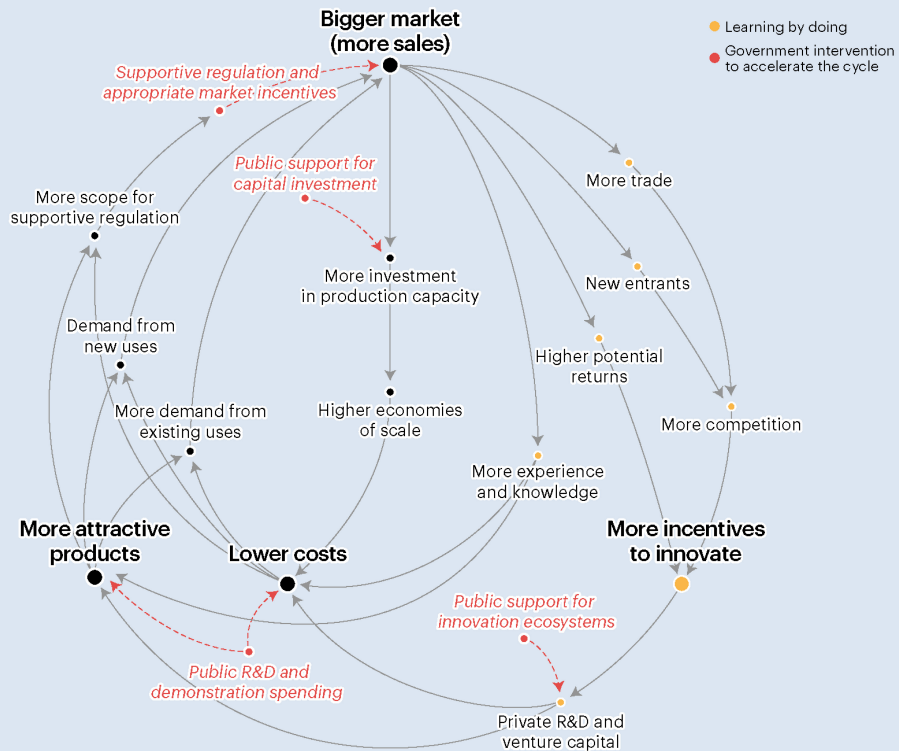 Bigger market
(more sales)
Learning by doing
Government intervention
to accelerate the cycle
Supportive regulation and
appropriate market incentives
Public support for
capital investment
More trade
More scope for
supportive regulation
More investment
in production capacity
New entrants
Demand from
new uses
Higher potential
returns
More demand from
existing uses
Higher economies
of scale
More competition
More experience
and knowledge
More attractive
products
Lower costs
More incentives
to innovate
Public support for
innovation ecosystems
Public R&D and
demonstration spending
Private R&D and
venture capital